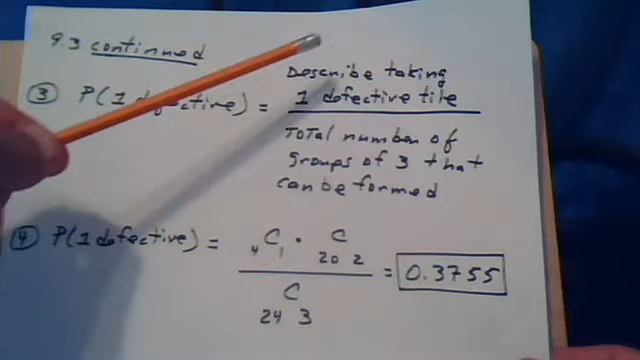 9.3 continued
③ P(1 defective) =
Describe taking
1 defective tile
Total number of
groups of 3 that
can be formed
④ P(1 defective) = 4C1 · 20C2 / 24C3 = 0.3755